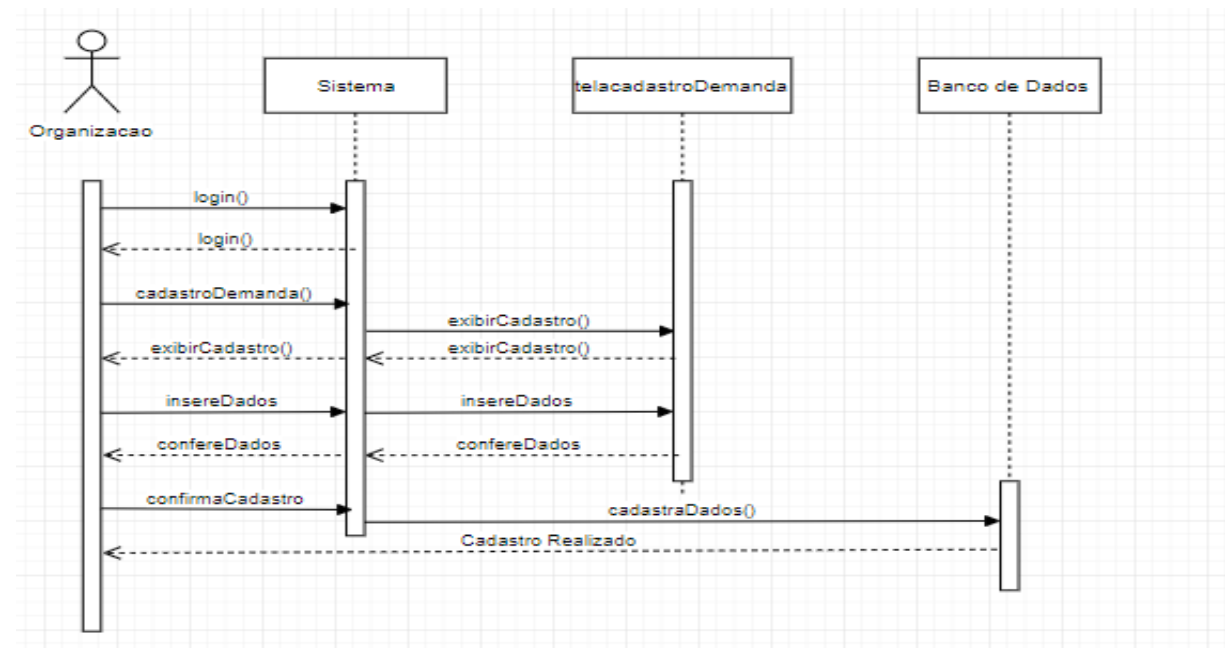 Sistema
telacadastroDemanda
Banco de Dados
Organizacao
login()
login()
cadastroDemanda()
exibirCadastro()
exibirCadastro()
exibirCadastro()
insereDados
insereDados
confereDados
confereDados
confirmaCadastro
cadastraDados()
Cadastro Realizado